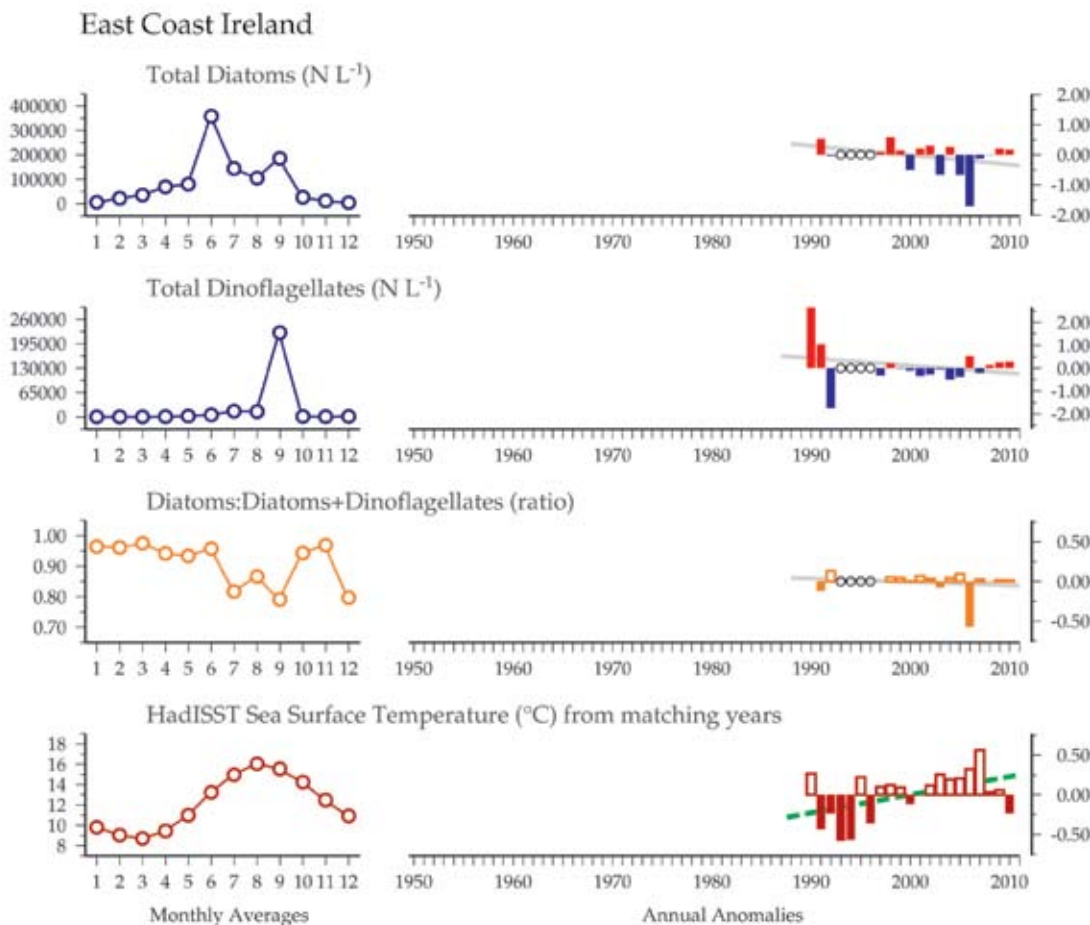 East Coast Ireland
Total Diatoms (N L⁻¹)
400000
300000
200000
100000
0
2.00
1.00
0.00
-1.00
-2.00
1 2 3 4 5 6 7 8 9 10 11 12
1950 1960 1970 1980 1990 2000 2010
Total Dinoflagellates (N L⁻¹)
260000
195000
130000
65000
0
2.00
1.00
0.00
-1.00
-2.00
1 2 3 4 5 6 7 8 9 10 11 12
1950 1960 1970 1980 1990 2000 2010
Diatoms:Diatoms+Dinoflagellates (ratio)
1.00
0.90
0.80
0.70
0.50
0.00
-0.50
1 2 3 4 5 6 7 8 9 10 11 12
1950 1960 1970 1980 1990 2000 2010
HadISST Sea Surface Temperature (°C) from matching years
18
16
14
12
10
8
0.50
0.00
-0.50
1 2 3 4 5 6 7 8 9 10 11 12
1950 1960 1970 1980 1990 2000 2010
Monthly Averages
Annual Anomalies